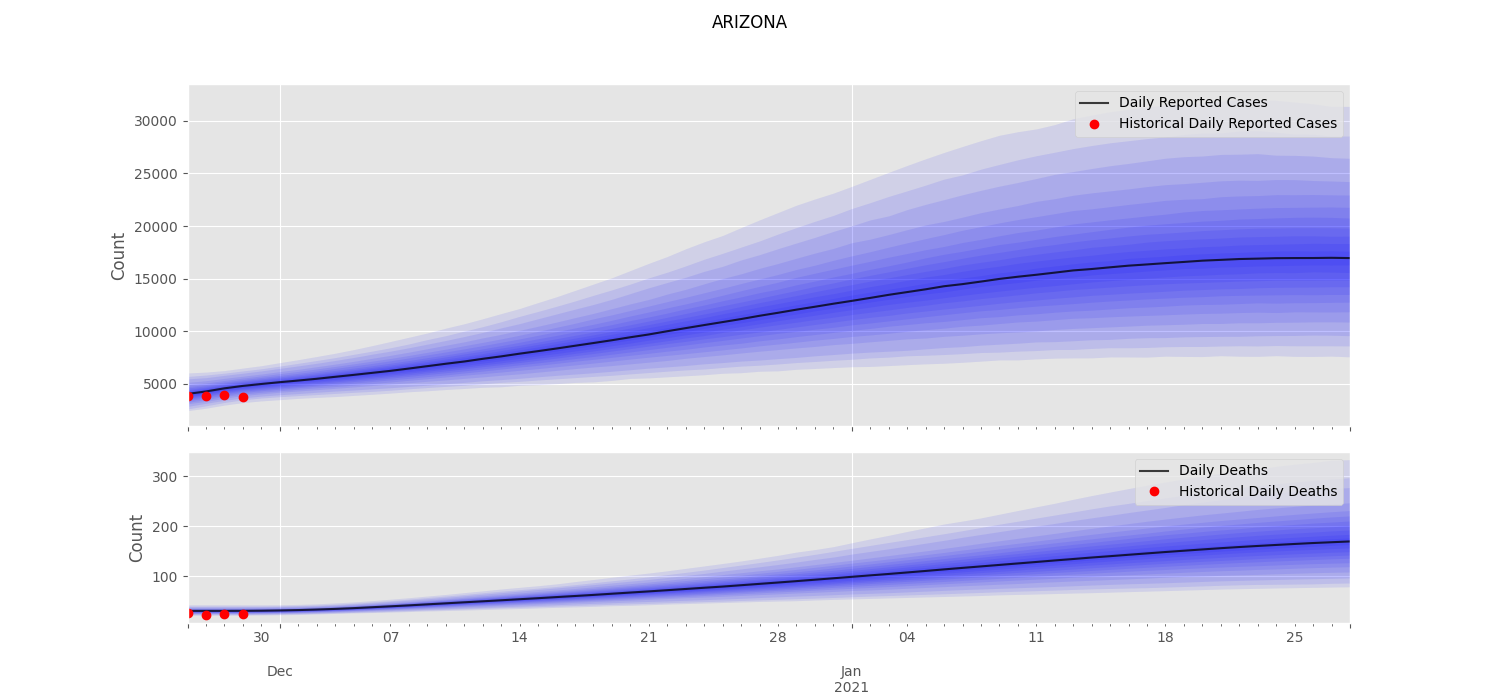 ARIZONA
Daily Reported Cases
Historical Daily Reported Cases
30000
25000
20000
15000
10000
5000
Count
Daily Deaths
Historical Daily Deaths
300
200
100
Count
30 07 14 21 28 04 11 18 25
Dec Jan
2021